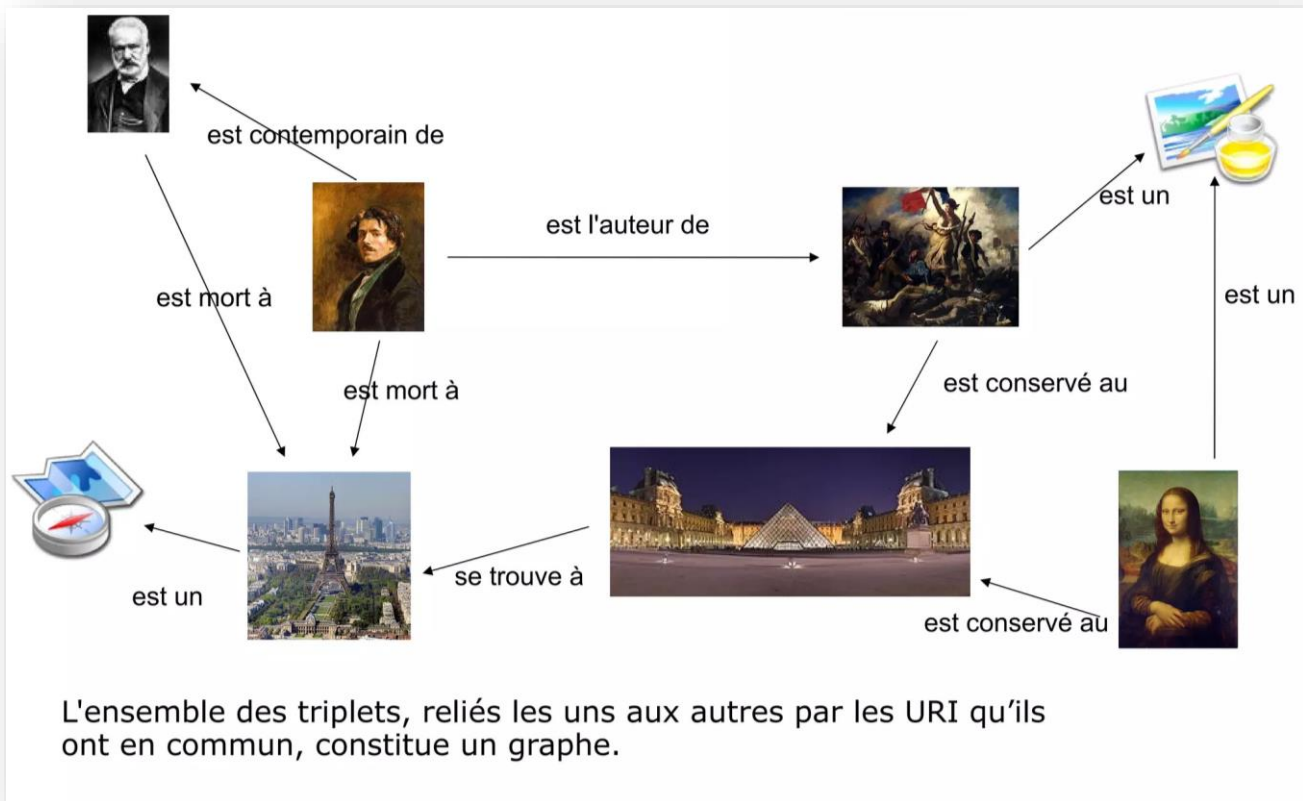 est contemporain de
est un
est l'auteur de
est mort à
est un
est conservé au
est mort à
se trouve à
est un
est conservé au
L'ensemble des triplets, reliés les uns aux autres par les URI qu’ils
ont en commun, constitue un graphe.